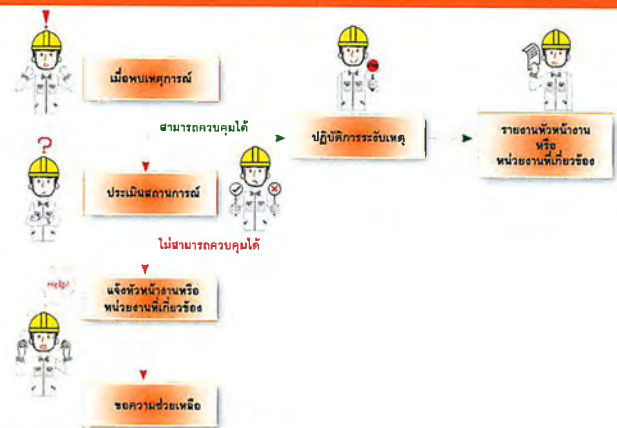 เมื่อพบเหตุการณ์
สามารถควบคุมได้
ปฏิบัติการระงับเหตุ
รายงานหัวหน้างาน
หรือ
หน่วยงานที่เกี่ยวข้อง
?
ประเมินสถานการณ์
ไม่สามารถควบคุมได้
Help!
แจ้งหัวหน้างานหรือ
หน่วยงานที่เกี่ยวข้อง
ขอความช่วยเหลือ